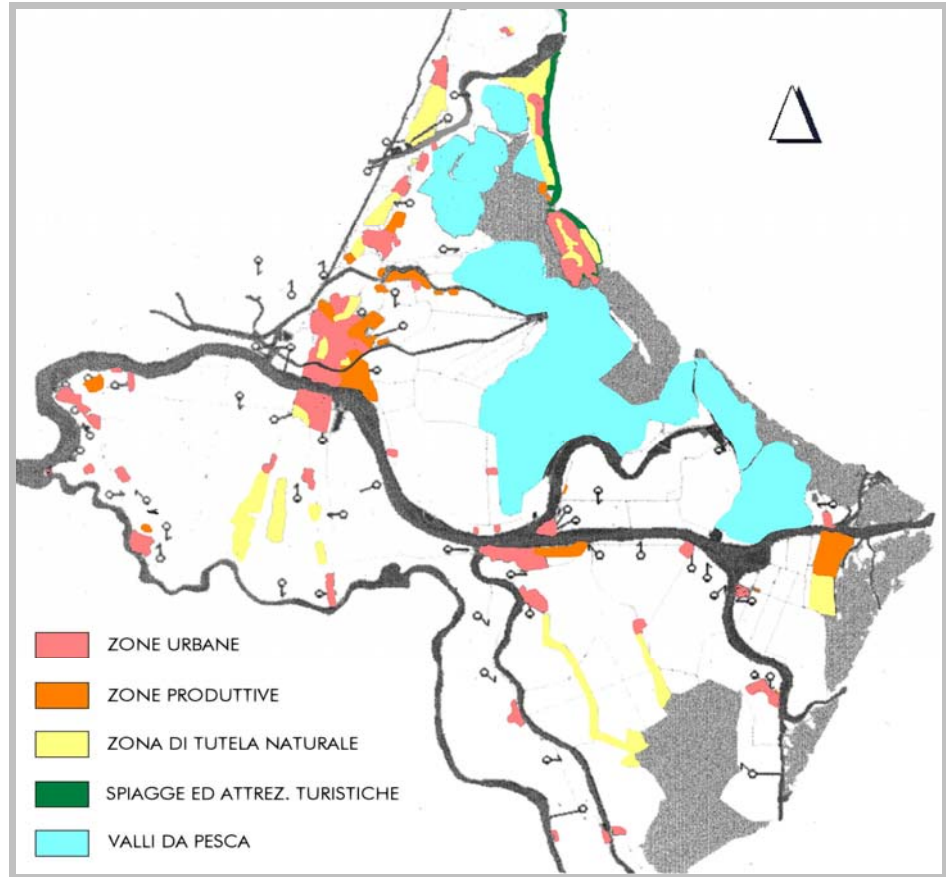 ZONE URBANE
ZONE PRODUTTIVE
ZONA DI TUTELA NATURALE
SPIAGGE ED ATTREZ. TURISTICHE
VALLI DA PESCA